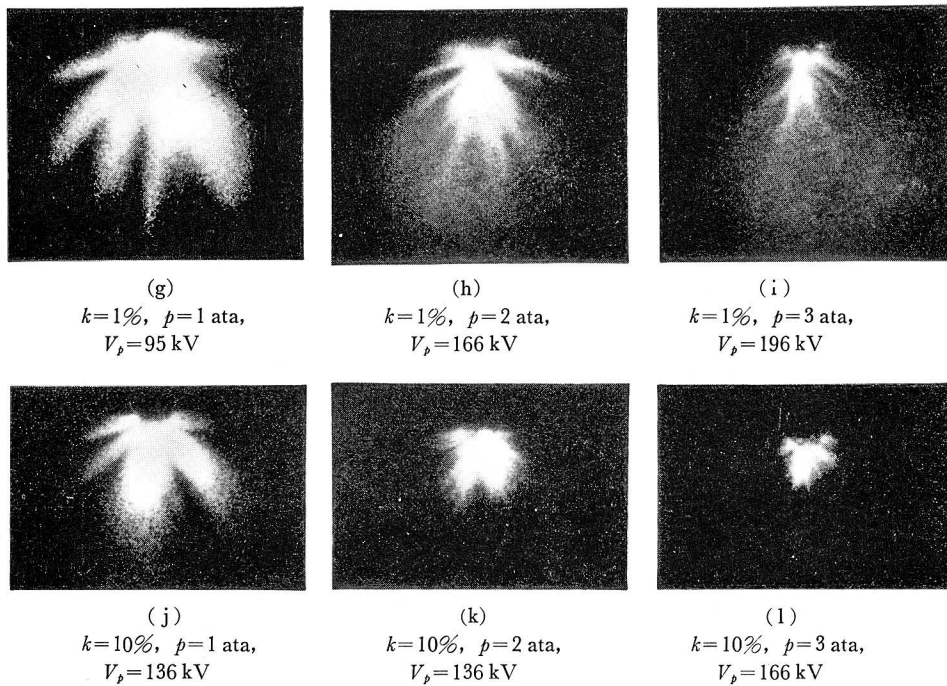 (g)
k=1%, p=1 ata,
V_p=95 kV
(h)
k=1%, p=2 ata,
V_p=166 kV
(i)
k=1%, p=3 ata,
V_p=196 kV
(j)
k=10%, p=1 ata,
V_p=136 kV
(k)
k=10%, p=2 ata,
V_p=136 kV
(l)
k=10%, p=3 ata,
V_p=166 kV